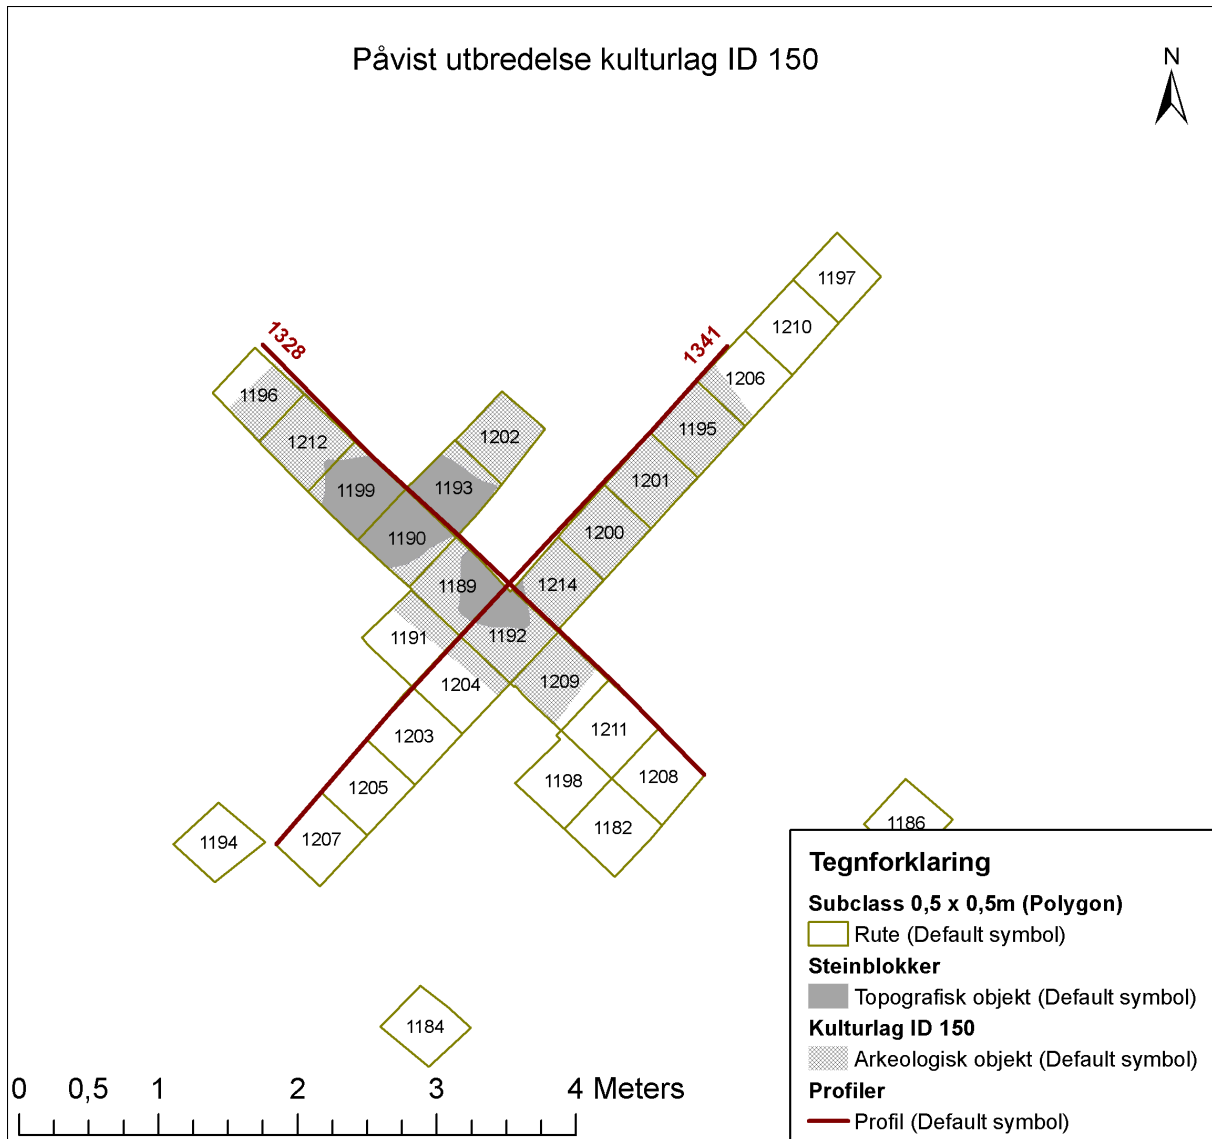 Påvist utbredelse kulturlag ID 150
N
1197
1210
1328
1341
1206
1196
1195
1202
1212
1201
1193
1199
1200
1190
1214
1189
1192
1191
1209
1204
1211
1203
1208
1198
1205
1186
1182
1207
1194
Tegnforklaring
Subclass 0,5 x 0,5m (Polygon)
Rute (Default symbol)
Steinblokker
Topografisk objekt (Default symbol)
Kulturlag ID 150
Arkeologisk objekt (Default symbol)
Profiler
Profil (Default symbol)
1184
0 0,5 1 2 3 4 Meters